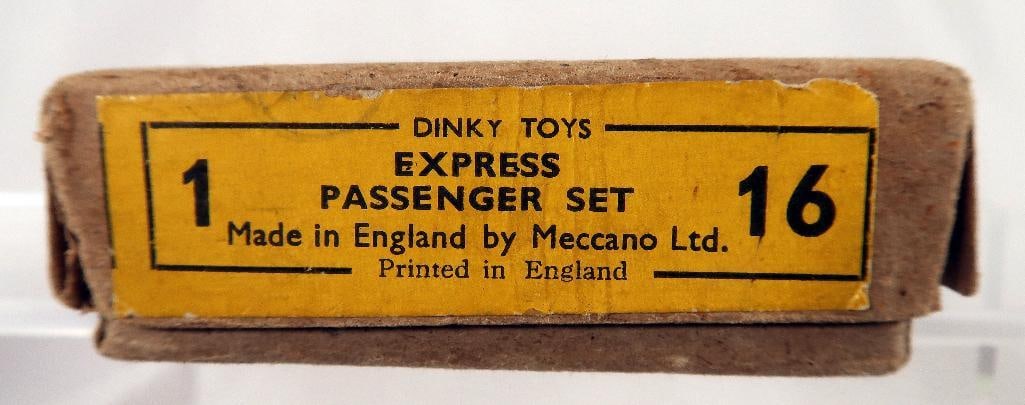 DINKY TOYS
1 EXPRESS 16
PASSENGER SET
Made in England by Meccano Ltd.
Printed in England